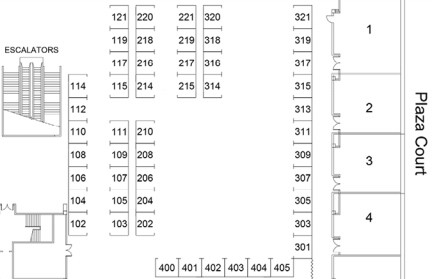 121 220 221 320 321
1
119 218 219 318 319
ESCALATORS
117 216 217 316 317
114 115 214 215 314 315
112 313
2
110 111 210 311
108 109 208 309
3
106 107 206 307
104 105 204 305
4
102 103 202 303
301
400 401 402 403 404 405
Plaza Court